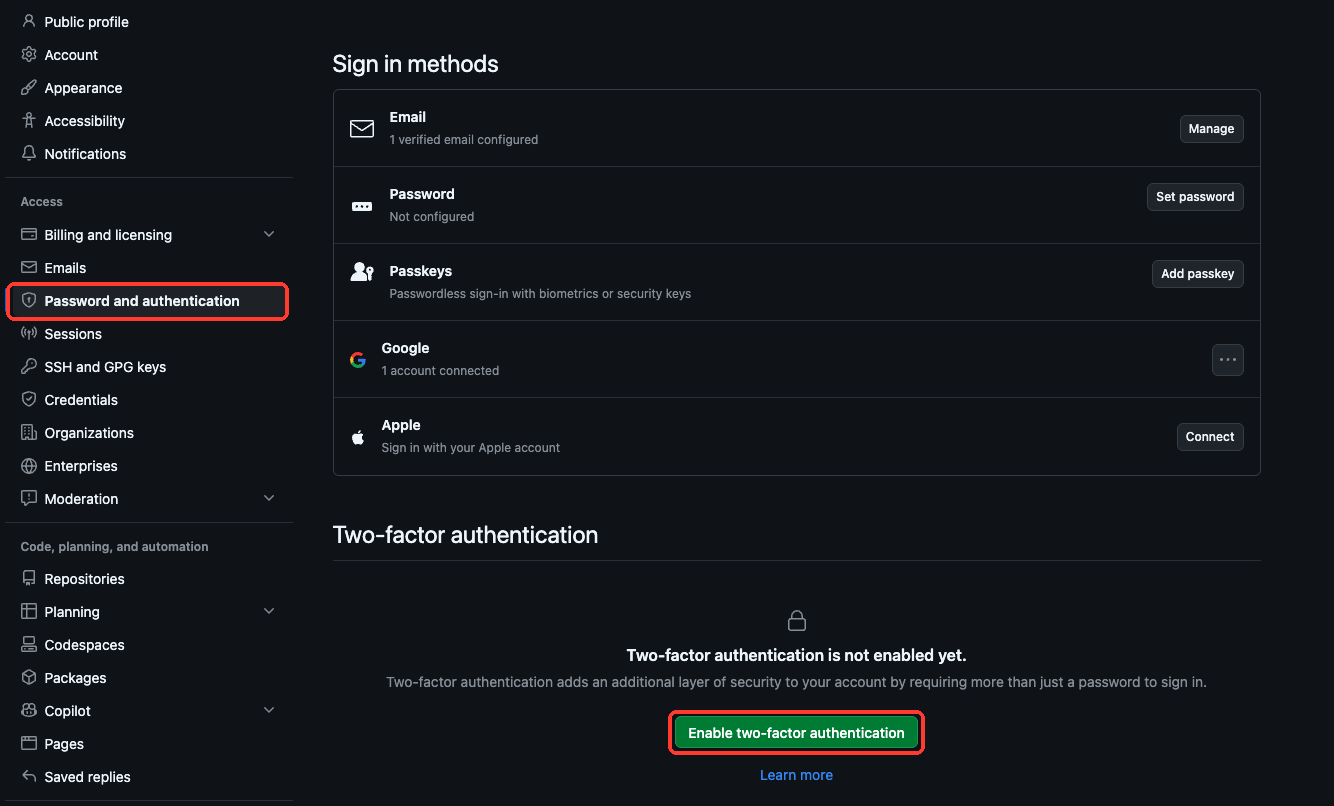 Public profile
Account
Appearance
Accessibility
Notifications
Access
Billing and licensing
Emails
Password and authentication
Sessions
SSH and GPG keys
Credentials
Organizations
Enterprises
Moderation
Code, planning, and automation
Repositories
Planning
Codespaces
Packages
Copilot
Pages
Saved replies
Sign in methods
Email
1 verified email configured
Manage
Password
Not configured
Set password
Passkeys
Passwordless sign-in with biometrics or security keys
Add passkey
Google
1 account connected
Apple
Sign in with your Apple account
Connect
Two-factor authentication
Two-factor authentication is not enabled yet.
Two-factor authentication adds an additional layer of security to your account by requiring more than just a password to sign in.
Enable two-factor authentication
Learn more